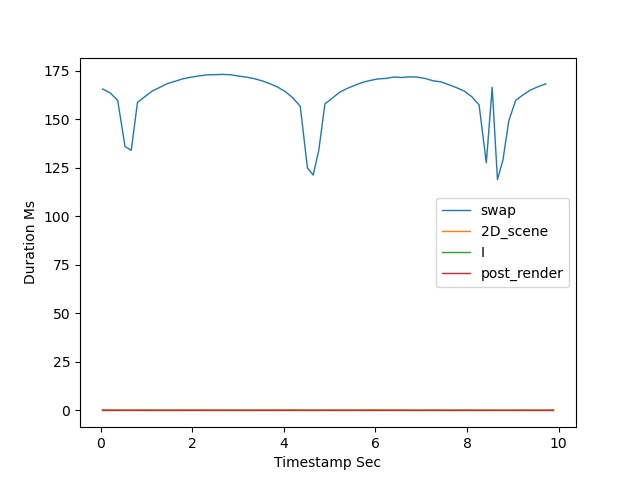 175
150
125
100
75
50
25
0
Duration Ms
swap
2D_scene
I
post_render
0 2 4 6 8 10
Timestamp Sec